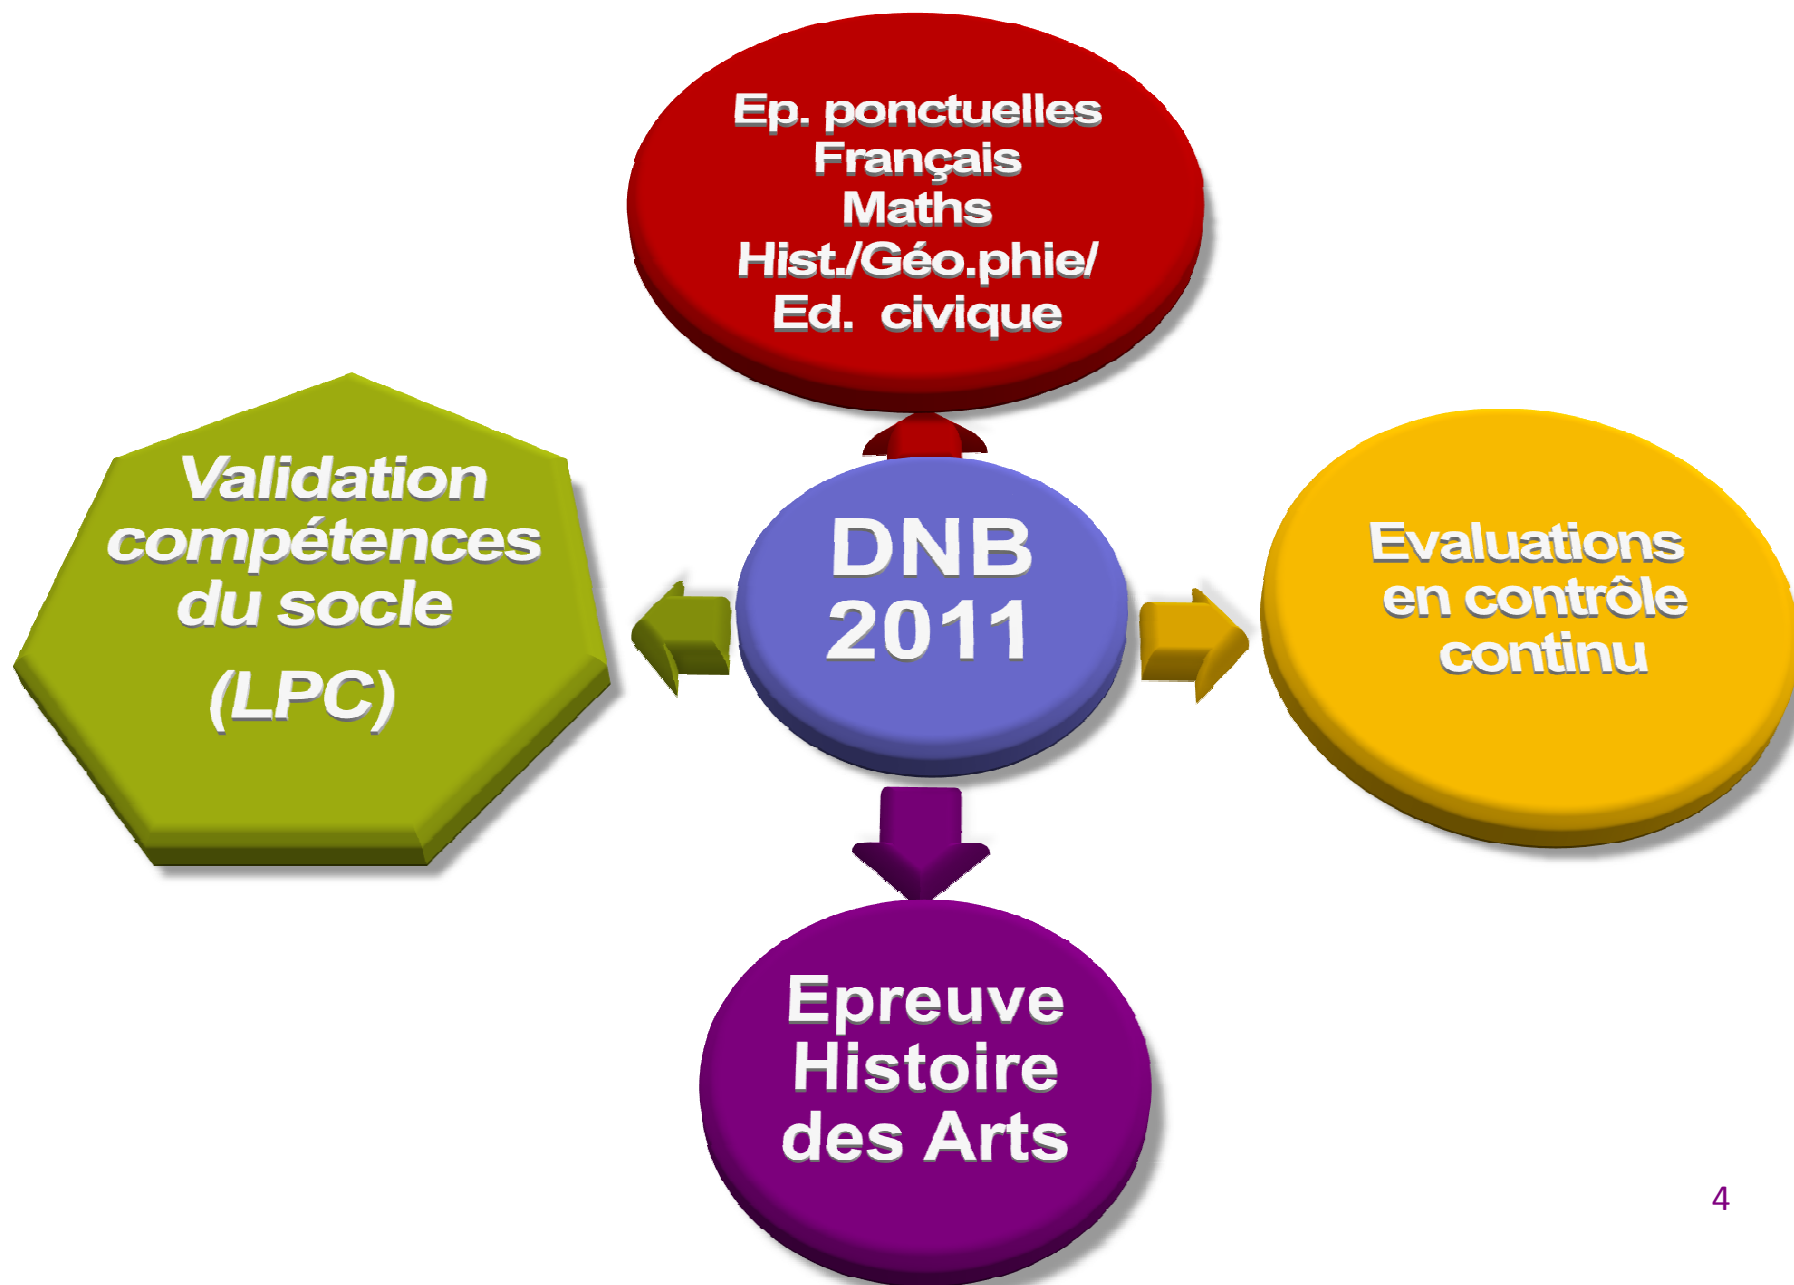 Ep. ponctuelles
Français
Maths
Hist./Géo.phie/
Ed. civique
Validation
compétences
du socle
(LPC)
DNB
2011
Evaluations
en contrôle
continu
Epreuve
Histoire
des Arts
4